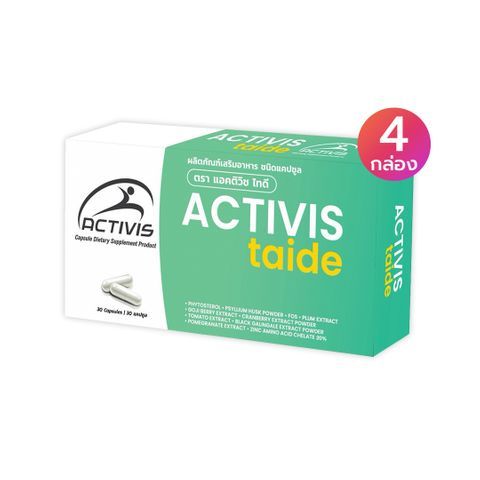 4
กล่อง
ACTIVIS
taide
ผลิตภัณฑ์เสริมอาหาร ชนิดแคปซูล
ตรา แอคติวิซ ไทด์
ACTIVIS
taide
ACTIVIS
Capsule Dietary Supplement Product
30 Capsules | 30 แคปซูล
• PHYTOSTEROL • PSYLLIUM HUSK POWDER • FOS • PLUM EXTRACT
• GOJI BERRY EXTRACT • CRANBERRY EXTRACT POWDER
• TOMATO EXTRACT • BLACK GALINGALE EXTRACT POWDER
• POMEGRANATE EXTRACT • ZINC AMINO ACID CHELATE 20%
ACTIVIS
taide